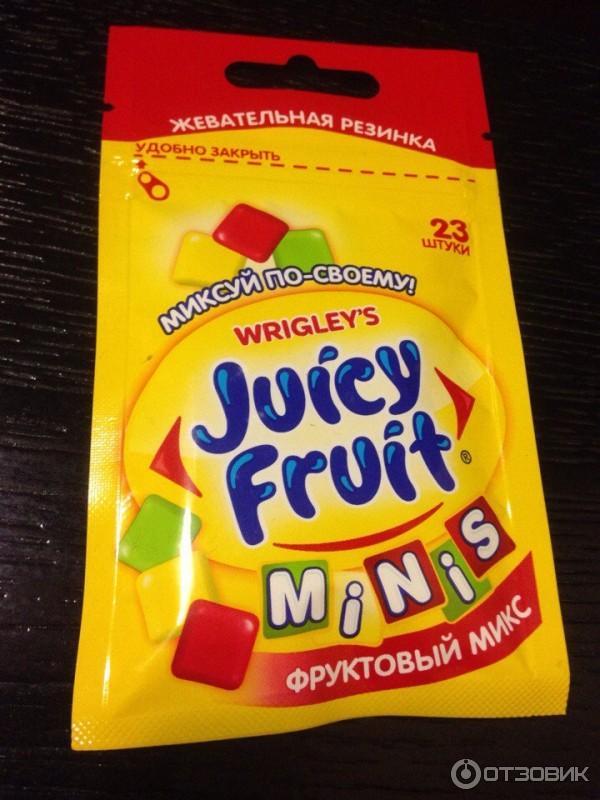 ЖЕВАТЕЛЬНАЯ РЕЗИНКА
УДОБНО ЗАКРЫТЬ
23
ШТУКИ
МИКСУЙ ПО-СВОЕМУ!
WRIGLEY'S
Juicy
Fruit®
MiNiS
ФРУКТОВЫЙ МИКС
ОТЗОВИК